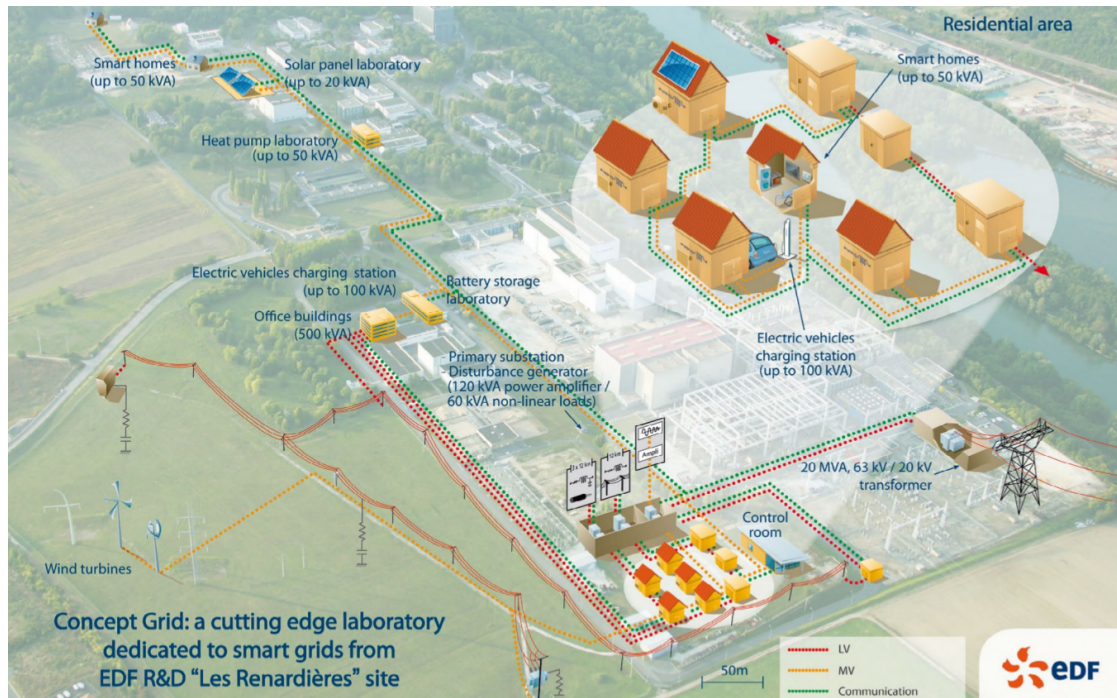 Residential area
Smart homes
(up to 50 kVA)
Solar panel laboratory
(up to 20 kVA)
Smart homes
(up to 50 kVA)
Heat pump laboratory
(up to 50 kVA)
Electric vehicles charging station
(up to 100 kVA)
Battery storage
laboratory
Office buildings
(500 kVA)
Electric vehicles
charging station
(up to 100 kVA)
Primary substation
- Disturbance generator
(120 kVA power amplifier /
60 kVA non-linear loads)
Ampli
12 km
20 MVA, 63 kV / 20 kV
transformer
Control
room
Wind turbines
Concept Grid: a cutting edge laboratory
dedicated to smart grids from
EDF R&D “Les Renardières” site
50m
LV
MV
Communication
edf